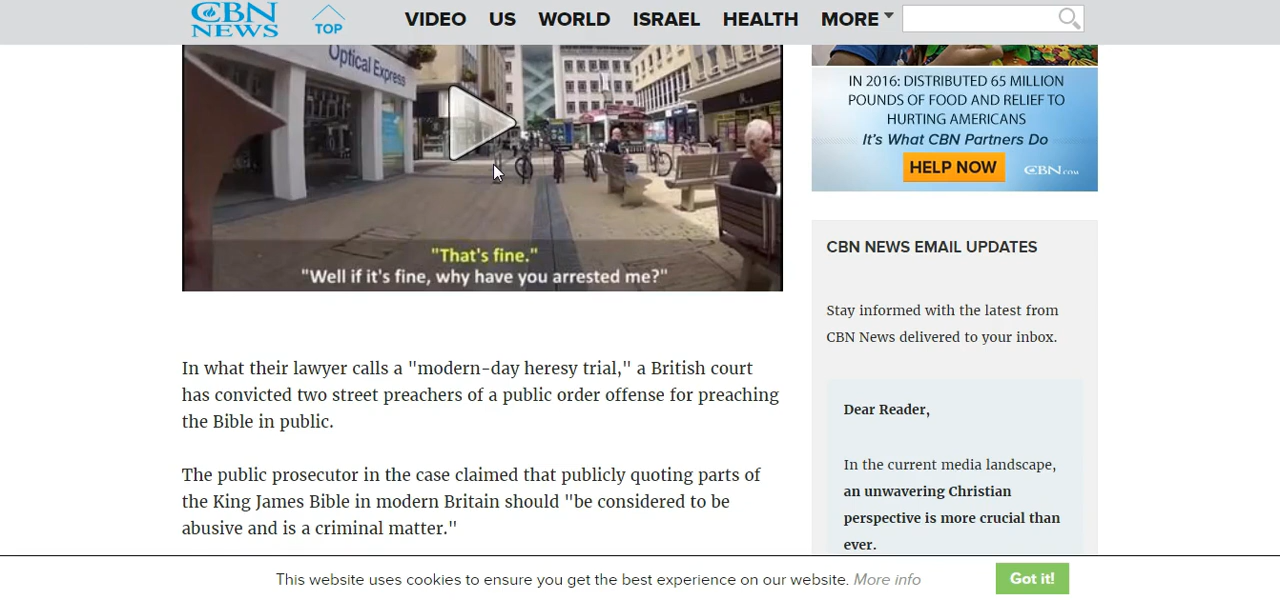 CBN
NEWS
TOP
VIDEO
US
WORLD
ISRAEL
HEALTH
MORE
Optical Express
"That's fine."
"Well if it's fine, why have you arrested me?"
In what their lawyer calls a "modern-day heresy trial," a British court
has convicted two street preachers of a public order offense for preaching
the Bible in public.
The public prosecutor in the case claimed that publicly quoting parts of
the King James Bible in modern Britain should "be considered to be
abusive and is a criminal matter."
IN 2016: DISTRIBUTED 65 MILLION
POUNDS OF FOOD AND RELIEF TO
HURTING AMERICANS
It's What CBN Partners Do
HELP NOW
CBN.COM
CBN NEWS EMAIL UPDATES
Stay informed with the latest from
CBN News delivered to your inbox.
Dear Reader,
In the current media landscape,
an unwavering Christian
perspective is more crucial than
ever.
This website uses cookies to ensure you get the best experience on our website. More info
Got it!